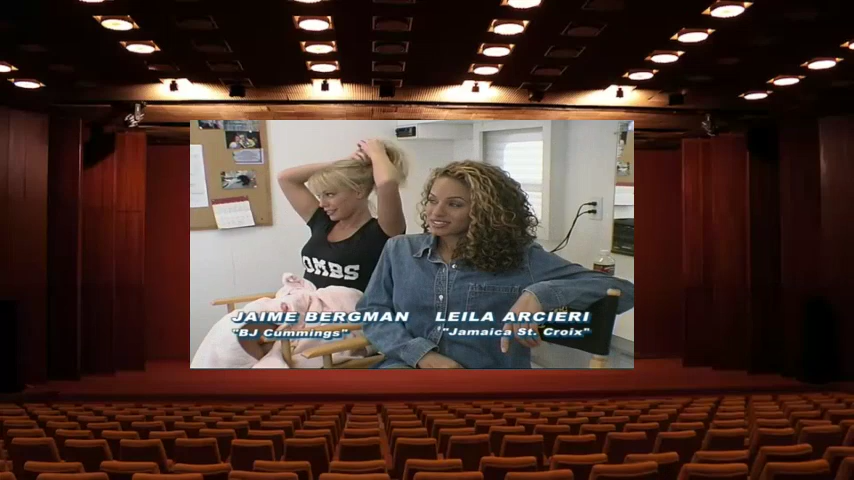 OMBS
JAIME BERGMAN LEILA ARCIERI
"BJ Cummings" "Jamaica St. Croix"